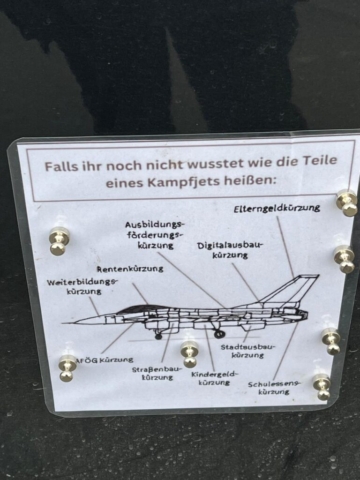 Falls ihr noch nicht wusstet wie die Teile
eines Kampfjets heißen:
Elterngeldkürzung
Ausbildungs-
förderungs-
kürzung
Digitalausbau-
kürzung
Rentenkürzung
Weiterbildungs-
kürzung
AFÖG kürzung
Straßenbau-
kürzung
Kindergeld-
kürzung
Stadtausbau-
kürzung
Schulessens-
kürzung